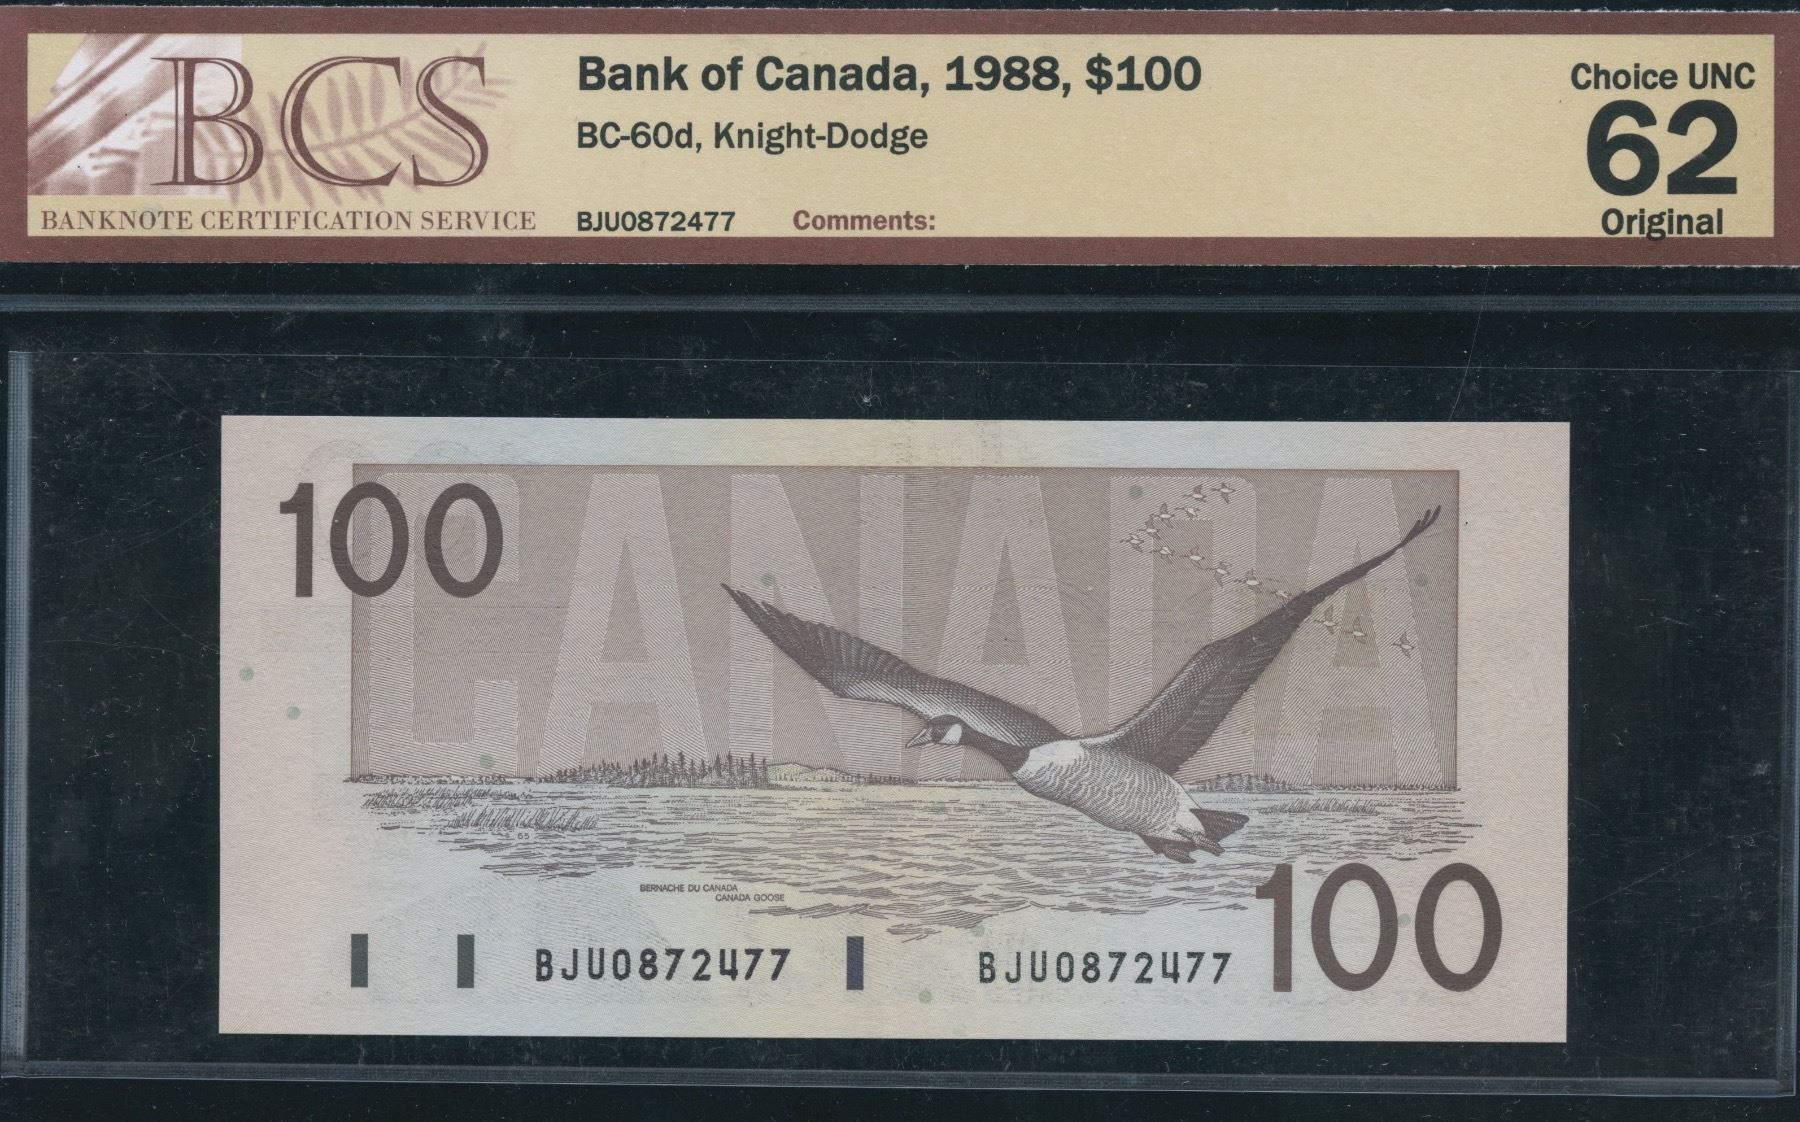 BCS
BANKNOTE CERTIFICATION SERVICE
Bank of Canada, 1988, $100
BC-60d, Knight-Dodge
BJU0872477 Comments:
Choice UNC
62
Original
CANADA
100
65
BERNACHE DU CANADA
CANADA GOOSE
BJU0872477
BJU0872477
100